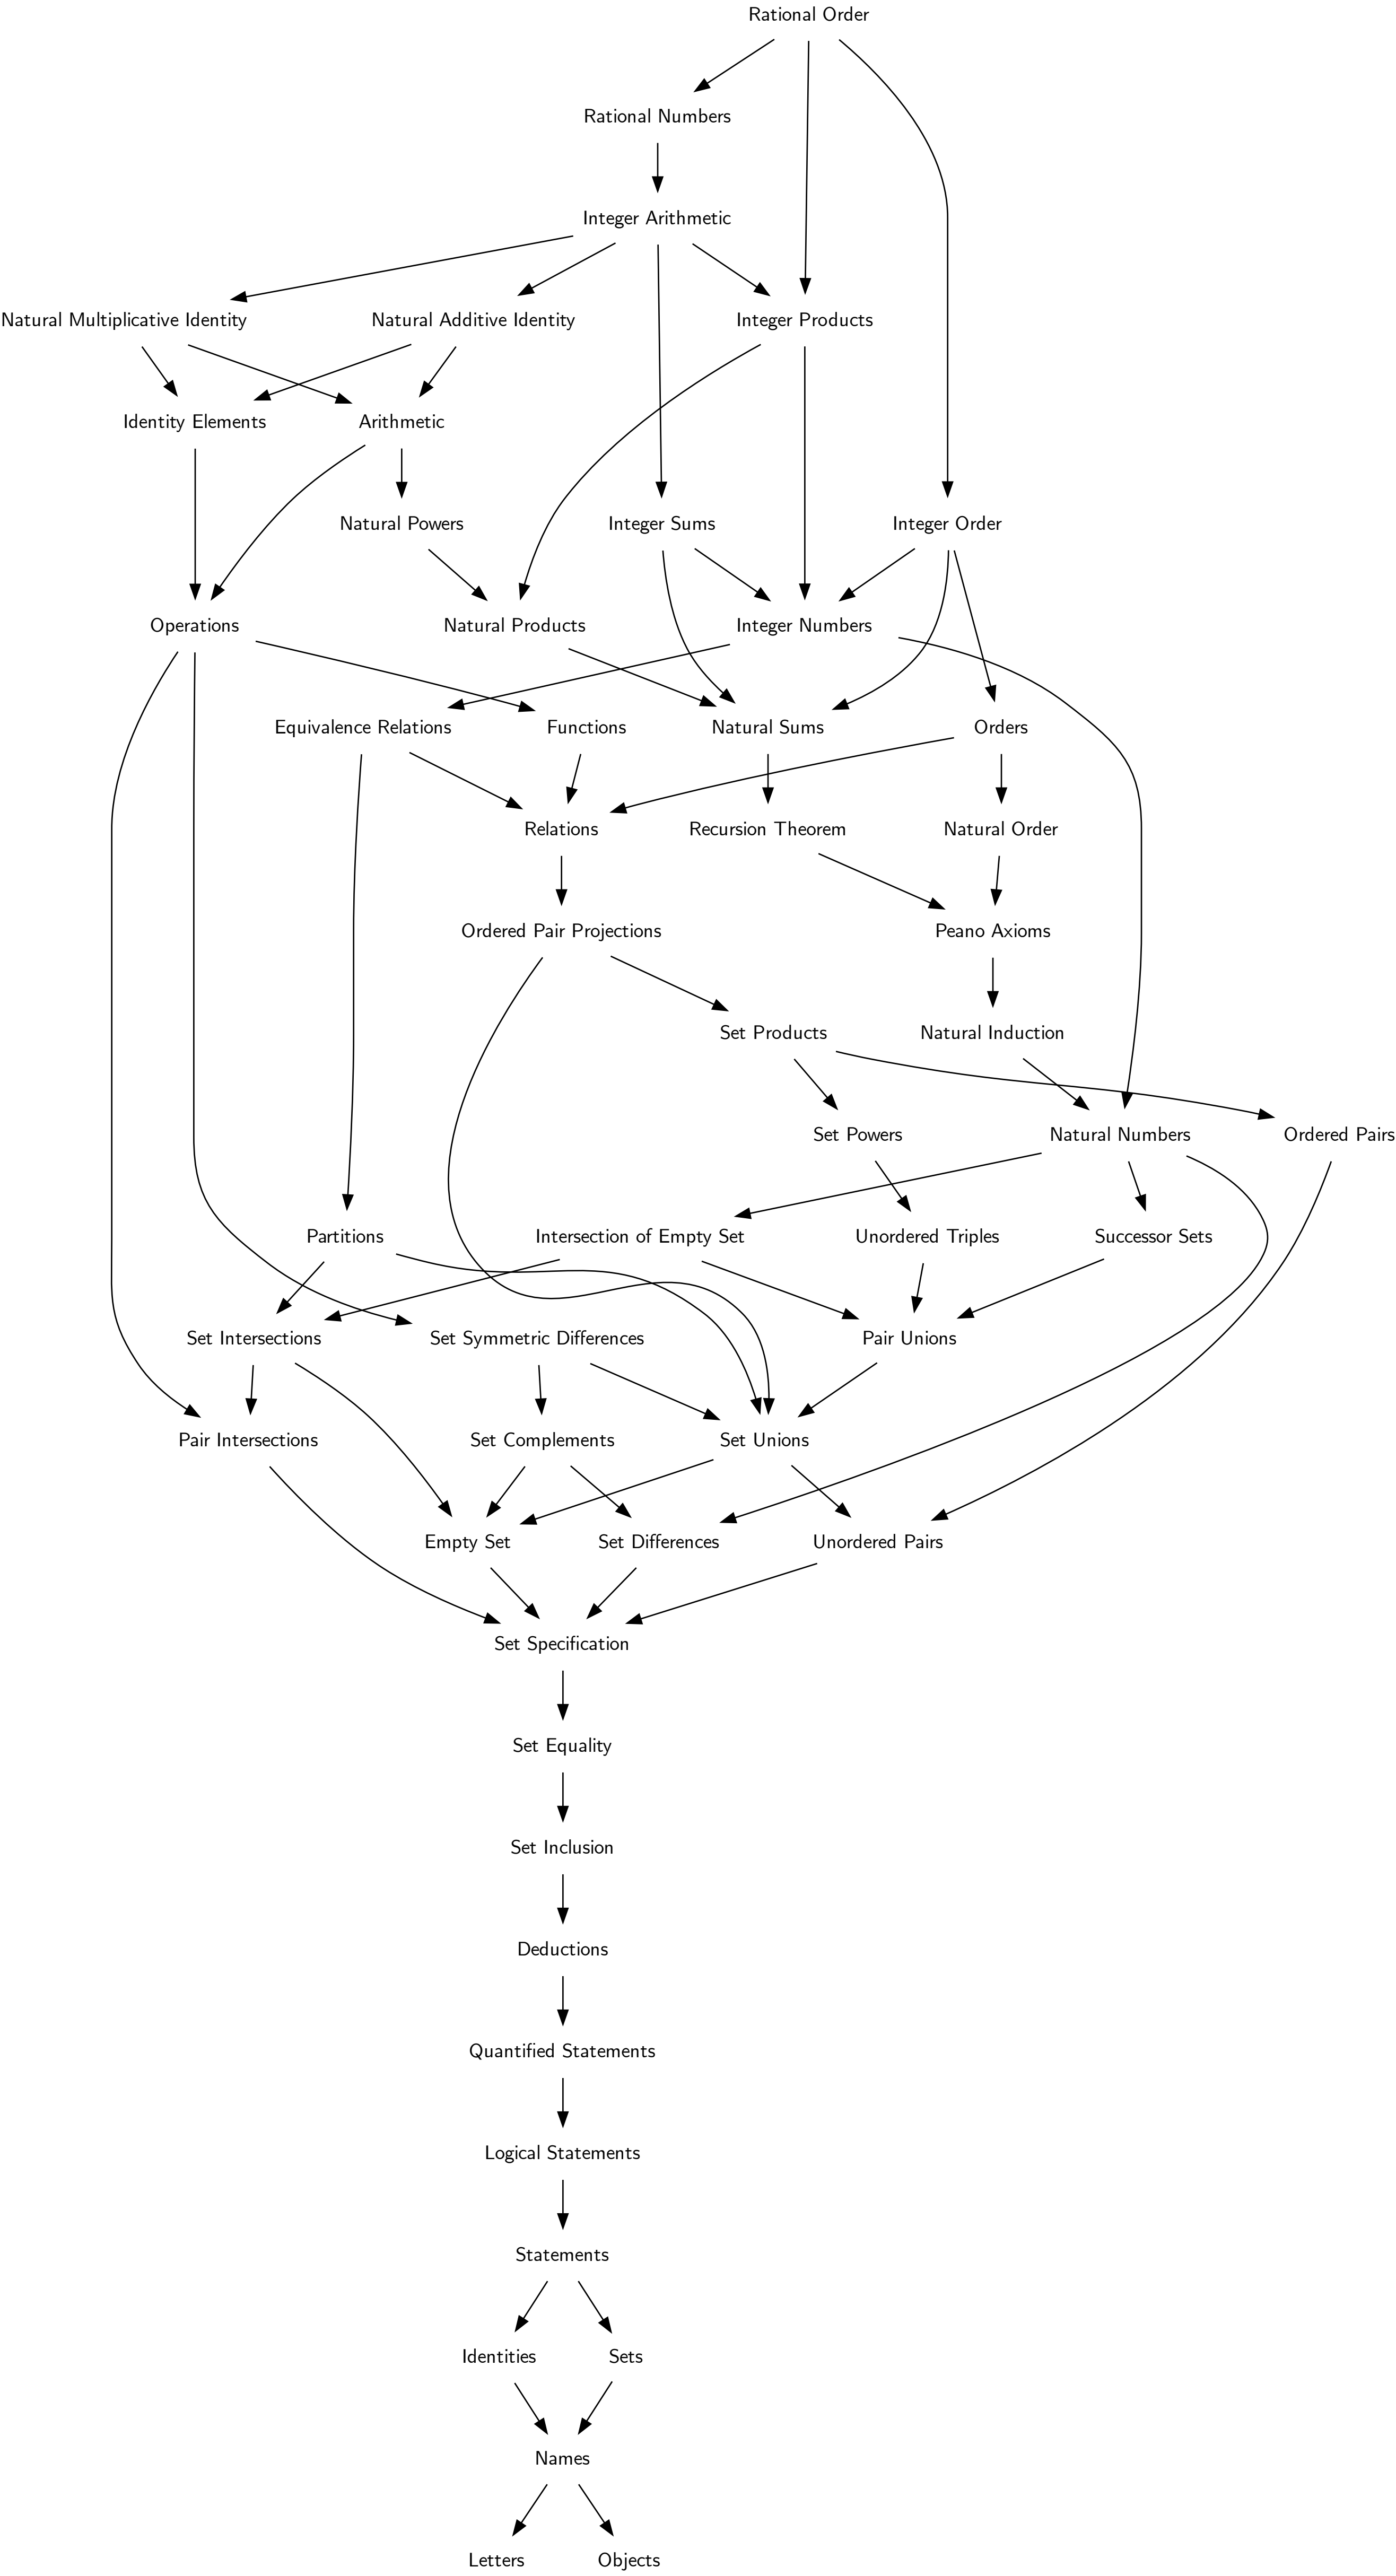 Rational Order
Rational Numbers
Integer Arithmetic
Natural Multiplicative Identity
Natural Additive Identity
Integer Products
Identity Elements
Arithmetic
Natural Powers
Integer Sums
Integer Order
Operations
Natural Products
Integer Numbers
Equivalence Relations
Functions
Natural Sums
Orders
Relations
Recursion Theorem
Natural Order
Ordered Pair Projections
Peano Axioms
Set Products
Natural Induction
Set Powers
Natural Numbers
Ordered Pairs
Partitions
Intersection of Empty Set
Unordered Triples
Successor Sets
Set Intersections
Set Symmetric Differences
Pair Unions
Pair Intersections
Set Complements
Set Unions
Empty Set
Set Differences
Unordered Pairs
Set Specification
Set Equality
Set Inclusion
Deductions
Quantified Statements
Logical Statements
Statements
Identities
Sets
Names
Letters
Objects